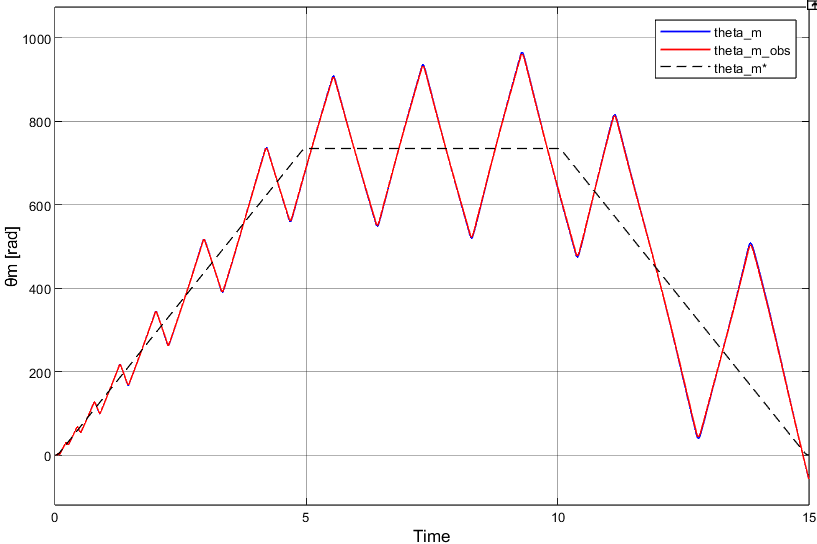 theta_m
theta_m_obs
theta_m*
1000
800
600
400
200
0
θm [rad]
0 5 10 15
Time